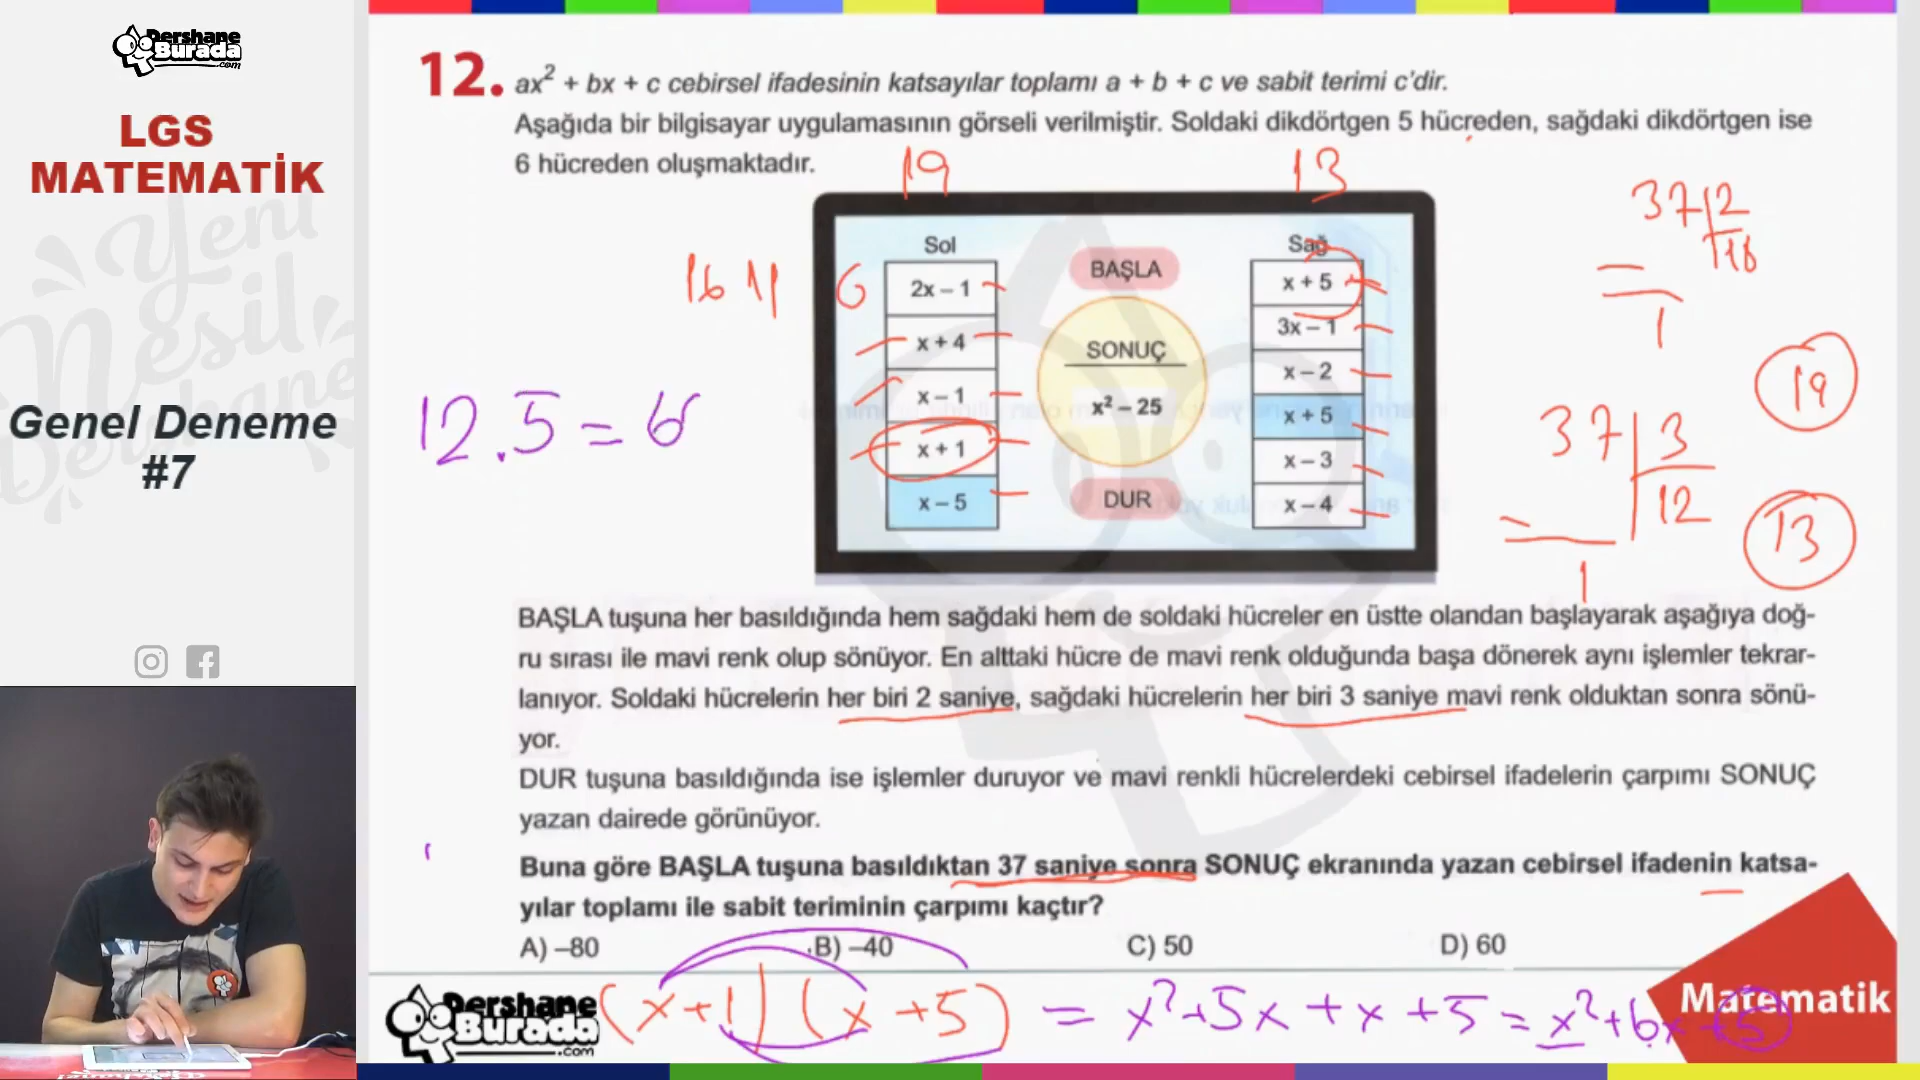 Dershane
Burada
.com
LGS
MATEMATİK
Yeni
Nesil
Dershane
Genel Deneme
#7
12. ax² + bx + c cebirsel ifadesinin katsayılar toplamı a + b + c ve sabit terimi c'dir.
Aşağıda bir bilgisayar uygulamasının görseli verilmiştir. Soldaki dikdörtgen 5 hücreden, sağdaki dikdörtgen ise
6 hücreden oluşmaktadır.
19
13
Sol
2x – 1
x + 4
x – 1
x + 1
x – 5
BAŞLA
SONUÇ
x² – 25
DUR
Sağ
x + 5
3x – 1
x – 2
x + 5
x – 3
x – 4
16 11 6
12.5 = 6
37 2
18
1
19
37 3
12
1
13
BAŞLA tuşuna her basıldığında hem sağdaki hem de soldaki hücreler en üstte olandan başlayarak aşağıya doğ-
ru sırası ile mavi renk olup sönüyor. En alttaki hücre de mavi renk olduğunda başa dönerek aynı işlemler tekrar-
lanıyor. Soldaki hücrelerin her biri 2 saniye, sağdaki hücrelerin her biri 3 saniye mavi renk olduktan sonra sönü-
yor.
DUR tuşuna basıldığında ise işlemler duruyor ve mavi renkli hücrelerdeki cebirsel ifadelerin çarpımı SONUÇ
yazan dairede görünüyor.
Buna göre BAŞLA tuşuna basıldıktan 37 saniye sonra SONUÇ ekranında yazan cebirsel ifadenin katsa-
yılar toplamı ile sabit teriminin çarpımı kaçtır?
A) –80 B) –40 C) 50 D) 60
Dershane
Burada
.com
(x+1) (x+5) = x²+5x+x+5 = x²+6x+5
Matematik